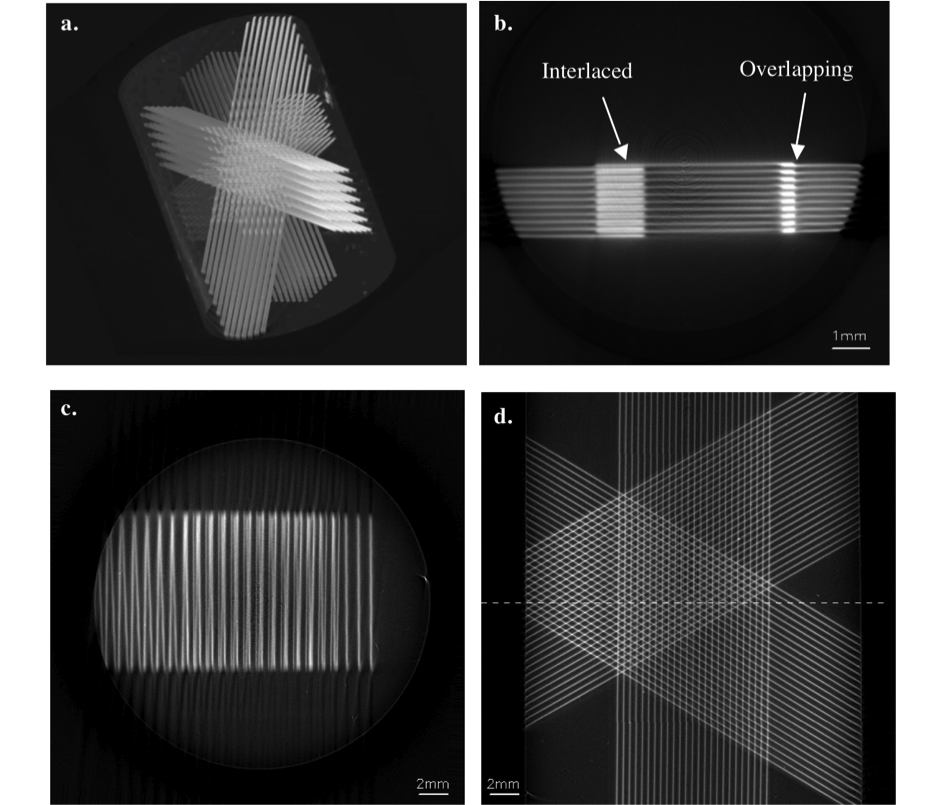 a.
b.
Interlaced
Overlapping
1mm
c.
d.
2mm
2mm